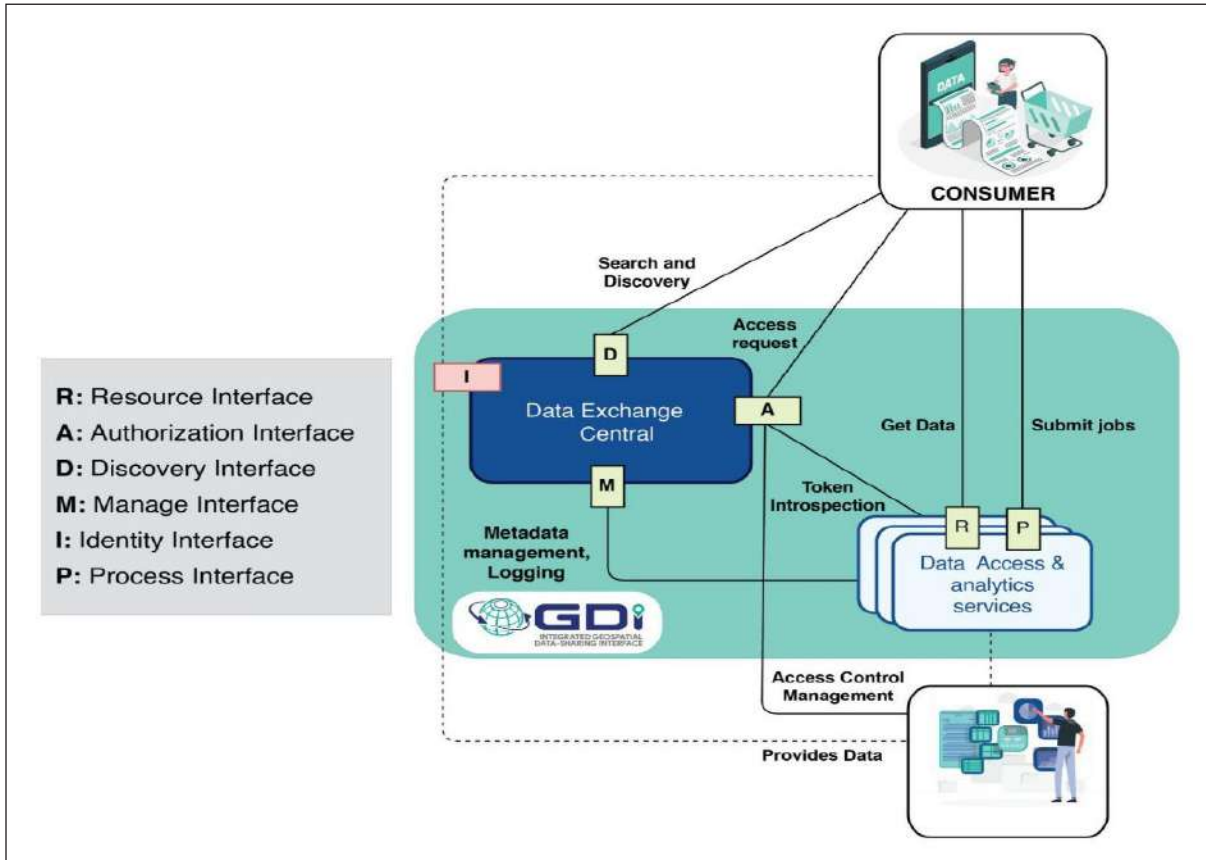 DATA
CONSUMER
Search and
Discovery
Access
request
D
I
Data Exchange
Central
A
Get Data
Submit jobs
R: Resource Interface
A: Authorization Interface
D: Discovery Interface
M: Manage Interface
I: Identity Interface
P: Process Interface
M
Token
Introspection
R
P
Metadata
management,
Logging
Data Access &
analytics
services
GDi
INTEGRATED GEOSPATIAL
DATA-SHARING INTERFACE
Access Control
Management
Provides Data